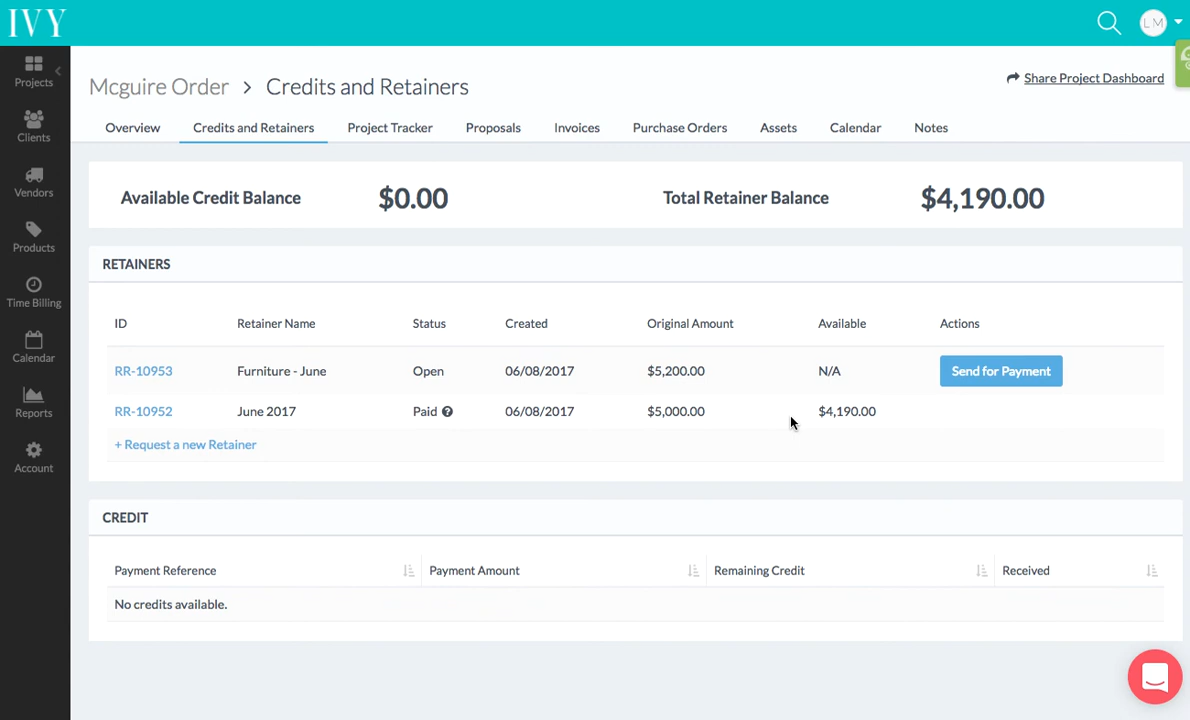 IVY
LM
Projects
Clients
Vendors
Products
Time Billing
Calendar
Reports
Account
Mcguire Order > Credits and Retainers
Share Project Dashboard
Overview Credits and Retainers Project Tracker Proposals Invoices Purchase Orders Assets Calendar Notes
Available Credit Balance $0.00 Total Retainer Balance $4,190.00
RETAINERS
ID Retainer Name Status Created Original Amount Available Actions
RR-10953 Furniture - June Open 06/08/2017 $5,200.00 N/A Send for Payment
RR-10952 June 2017 Paid ? 06/08/2017 $5,000.00 $4,190.00
+ Request a new Retainer
CREDIT
Payment Reference Payment Amount Remaining Credit Received
No credits available.